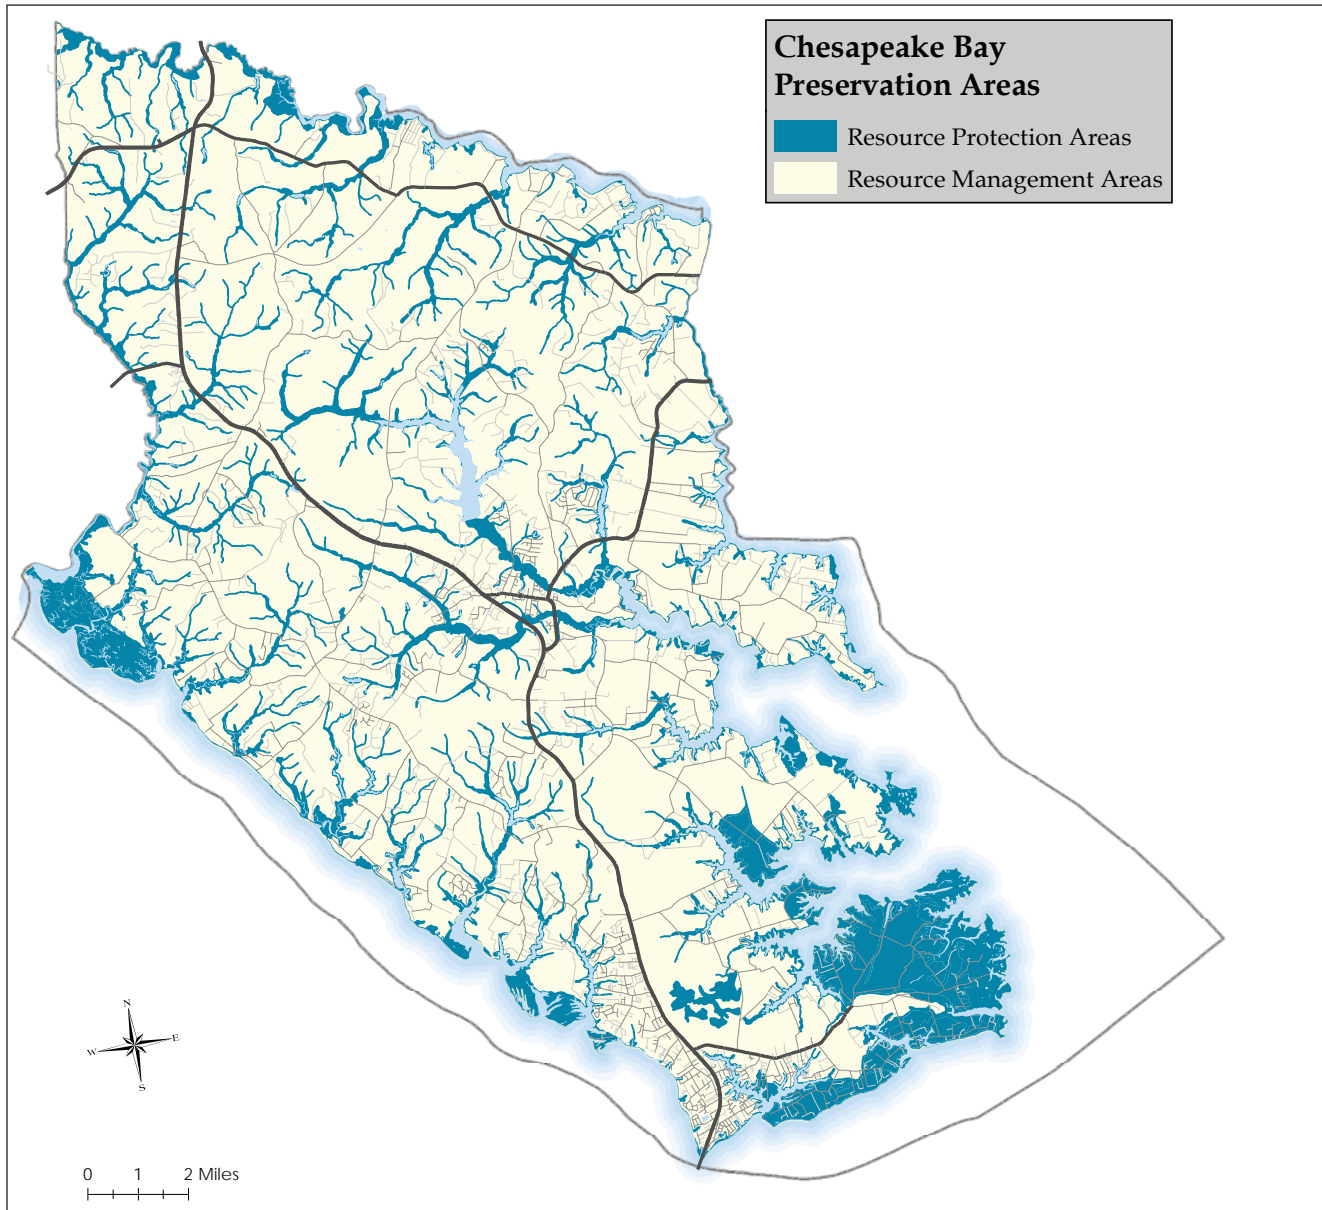 Chesapeake Bay
Preservation Areas
Resource Protection Areas
Resource Management Areas
N
W
E
S
0 1 2 Miles